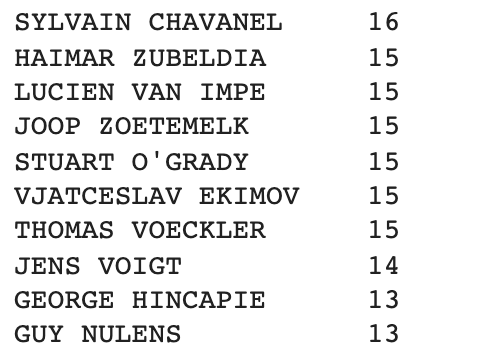 SYLVAIN CHAVANEL 16
HAIMAR ZUBELDIA 15
LUCIEN VAN IMPE 15
JOOP ZOETEMELK 15
STUART O'GRADY 15
VJATCESLAV EKIMOV 15
THOMAS VOECKLER 15
JENS VOIGT 14
GEORGE HINCAPIE 13
GUY NULENS 13